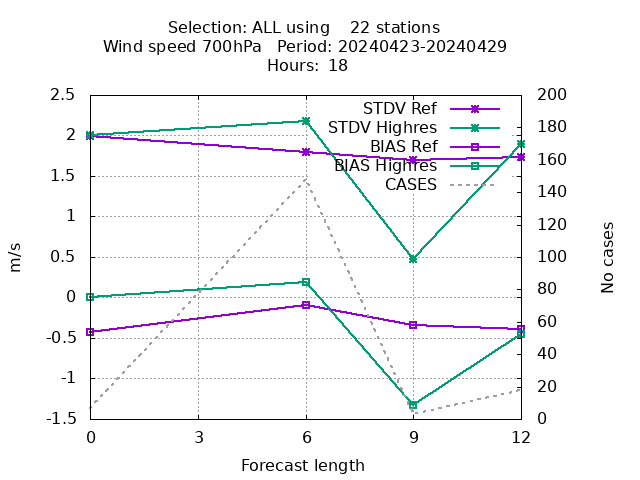 Selection: ALL using    22 stations
Wind speed 700hPa   Period: 20240423-20240429
Hours: 18
STDV Ref
STDV Highres
BIAS Ref
BIAS Highres
CASES
2.5
2
1.5
1
0.5
0
-0.5
-1
-1.5
200
180
160
140
120
100
80
60
40
20
0
m/s
No cases
0 3 6 9 12
Forecast length